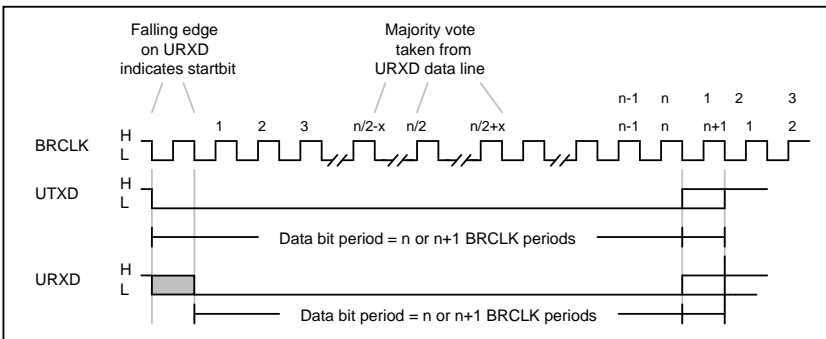 Falling edge
on URXD
indicates startbit
Majority vote
taken from
URXD data line
n-1 n 1 2 3
1 2 3 n/2-x n/2 n/2+x n-1 n n+1 1 2
BRCLK H
L
UTXD H
L
Data bit period = n or n+1 BRCLK periods
URXD H
L
Data bit period = n or n+1 BRCLK periods